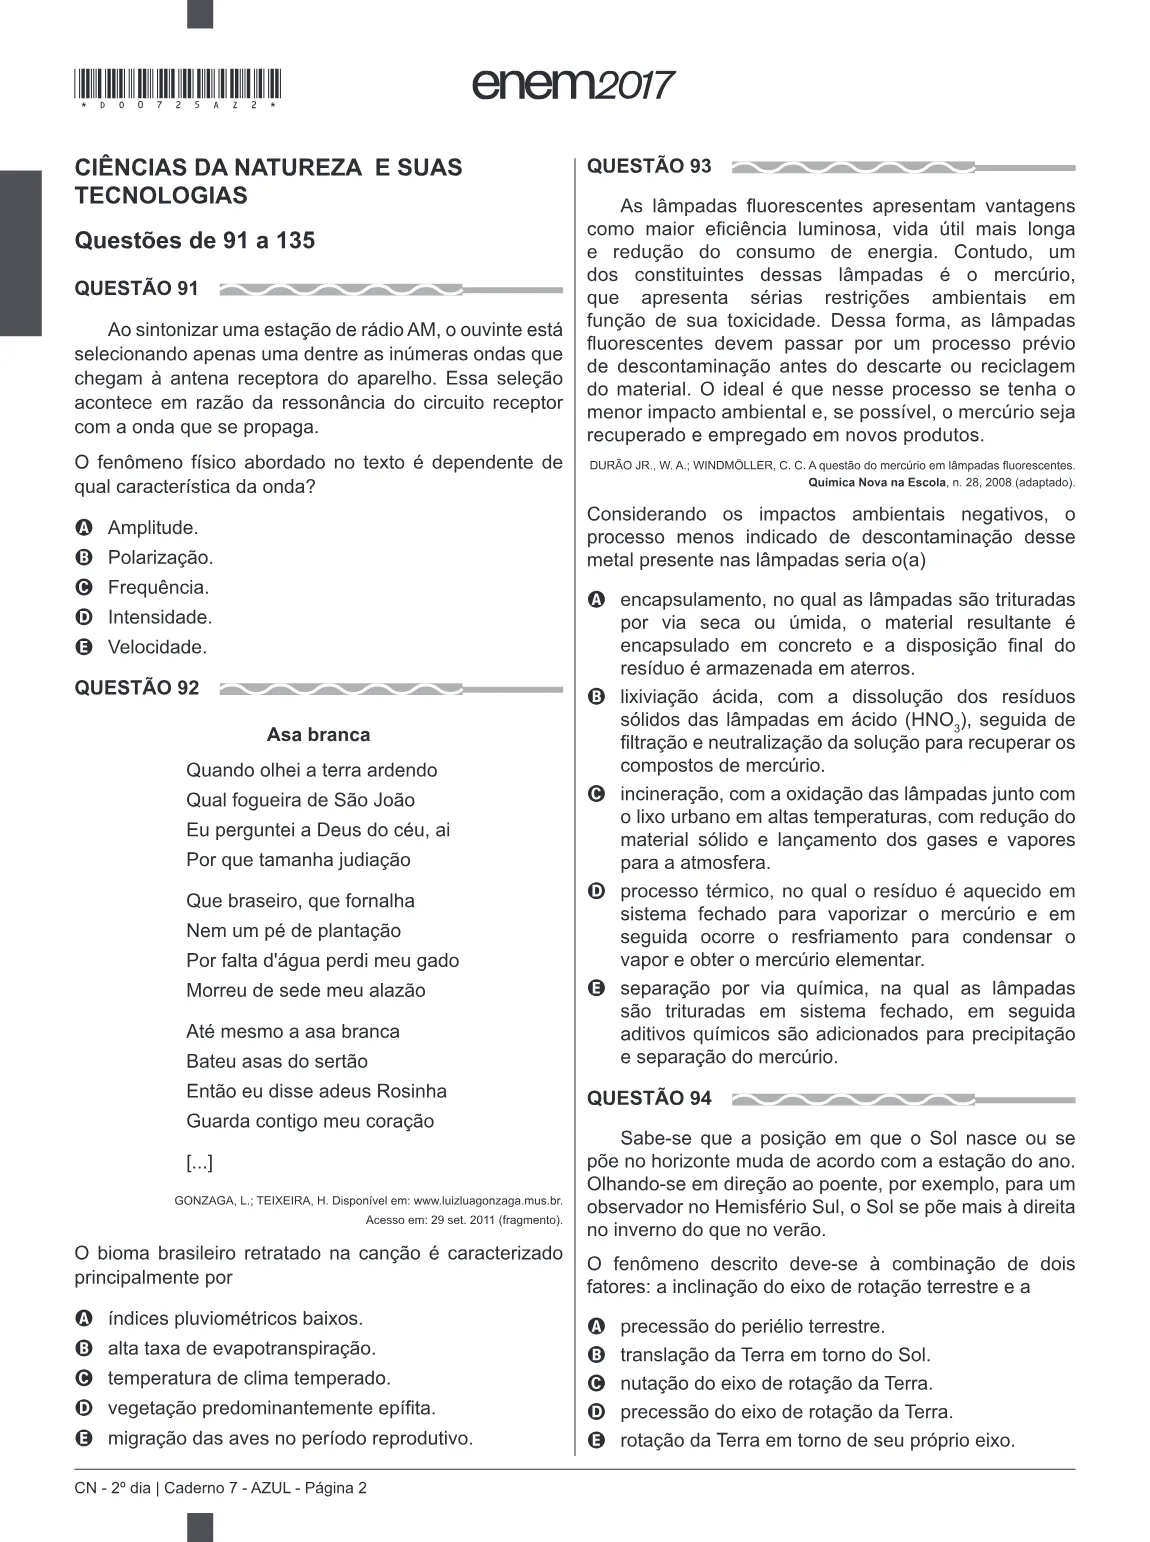 *D00725AZ2*
enem2017
CIÊNCIAS DA NATUREZA E SUAS
TECNOLOGIAS
Questões de 91 a 135
QUESTÃO 91
Ao sintonizar uma estação de rádio AM, o ouvinte está
selecionando apenas uma dentre as inúmeras ondas que
chegam à antena receptora do aparelho. Essa seleção
acontece em razão da ressonância do circuito receptor
com a onda que se propaga.
O fenômeno físico abordado no texto é dependente de
qual característica da onda?
A Amplitude.
B Polarização.
C Frequência.
D Intensidade.
E Velocidade.
QUESTÃO 92
Asa branca
Quando olhei a terra ardendo
Qual fogueira de São João
Eu perguntei a Deus do céu, ai
Por que tamanha judiação
Que braseiro, que fornalha
Nem um pé de plantação
Por falta d'água perdi meu gado
Morreu de sede meu alazão
Até mesmo a asa branca
Bateu asas do sertão
Então eu disse adeus Rosinha
Guarda contigo meu coração
[...]
GONZAGA, L.; TEIXEIRA, H. Disponível em: www.luizluagonzaga.mus.br.
Acesso em: 29 set. 2011 (fragmento).
O bioma brasileiro retratado na canção é caracterizado
principalmente por
A índices pluviométricos baixos.
B alta taxa de evapotranspiração.
C temperatura de clima temperado.
D vegetação predominantemente epífita.
E migração das aves no período reprodutivo.
QUESTÃO 93
As lâmpadas fluorescentes apresentam vantagens
como maior eficiência luminosa, vida útil mais longa
e redução do consumo de energia. Contudo, um
dos constituintes dessas lâmpadas é o mercúrio,
que apresenta sérias restrições ambientais em
função de sua toxicidade. Dessa forma, as lâmpadas
fluorescentes devem passar por um processo prévio
de descontaminação antes do descarte ou reciclagem
do material. O ideal é que nesse processo se tenha o
menor impacto ambiental e, se possível, o mercúrio seja
recuperado e empregado em novos produtos.
DURÃO JR., W. A.; WINDMÖLLER, C. C. A questão do mercúrio em lâmpadas fluorescentes.
Química Nova na Escola, n. 28, 2008 (adaptado).
Considerando os impactos ambientais negativos, o
processo menos indicado de descontaminação desse
metal presente nas lâmpadas seria o(a)
A encapsulamento, no qual as lâmpadas são trituradas
por via seca ou úmida, o material resultante é
encapsulado em concreto e a disposição final do
resíduo é armazenada em aterros.
B lixiviação ácida, com a dissolução dos resíduos
sólidos das lâmpadas em ácido (HNO3), seguida de
filtração e neutralização da solução para recuperar os
compostos de mercúrio.
C incineração, com a oxidação das lâmpadas junto com
o lixo urbano em altas temperaturas, com redução do
material sólido e lançamento dos gases e vapores
para a atmosfera.
D processo térmico, no qual o resíduo é aquecido em
sistema fechado para vaporizar o mercúrio e em
seguida ocorre o resfriamento para condensar o
vapor e obter o mercúrio elementar.
E separação por via química, na qual as lâmpadas
são trituradas em sistema fechado, em seguida
aditivos químicos são adicionados para precipitação
e separação do mercúrio.
QUESTÃO 94
Sabe-se que a posição em que o Sol nasce ou se
põe no horizonte muda de acordo com a estação do ano.
Olhando-se em direção ao poente, por exemplo, para um
observador no Hemisfério Sul, o Sol se põe mais à direita
no inverno do que no verão.
O fenômeno descrito deve-se à combinação de dois
fatores: a inclinação do eixo de rotação terrestre e a
A precessão do periélio terrestre.
B translação da Terra em torno do Sol.
C nutação do eixo de rotação da Terra.
D precessão do eixo de rotação da Terra.
E rotação da Terra em torno de seu próprio eixo.
CN - 2º dia | Caderno 7 - AZUL - Página 2